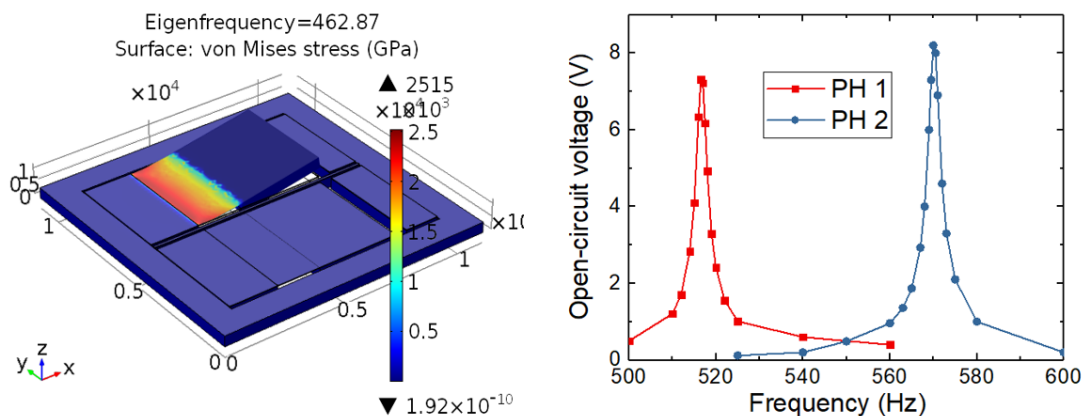 Eigenfrequency=462.87
Surface: von Mises stress (GPa)
▲ 2515
×10⁴
2.5
2
1.5
1
0.5
▼ 1.92×10⁻¹⁰
1
0.5
0
1
0.5
0
0
0.5
1
y z x
Open-circuit voltage (V)
8
6
4
2
0
PH 1
PH 2
500 520 540 560 580 600
Frequency (Hz)